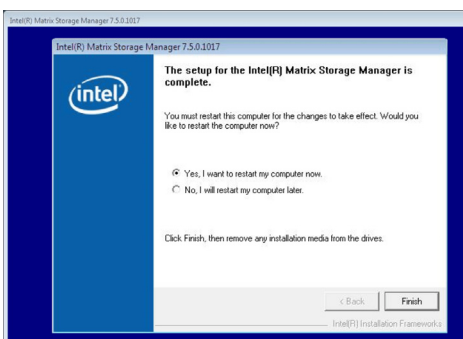 Intel(R) Matrix Storage Manager 7.5.0.1017
Intel(R) Matrix Storage Manager 7.5.0.1017
intel
The setup for the Intel(R) Matrix Storage Manager is
complete.
You must restart this computer for the changes to take effect. Would you
like to restart the computer now?
Yes, I want to restart my computer now.
No, I will restart my computer later.
Click Finish, then remove any installation media from the drives.
< Back
Finish
Intel(R) Installation Frameworks